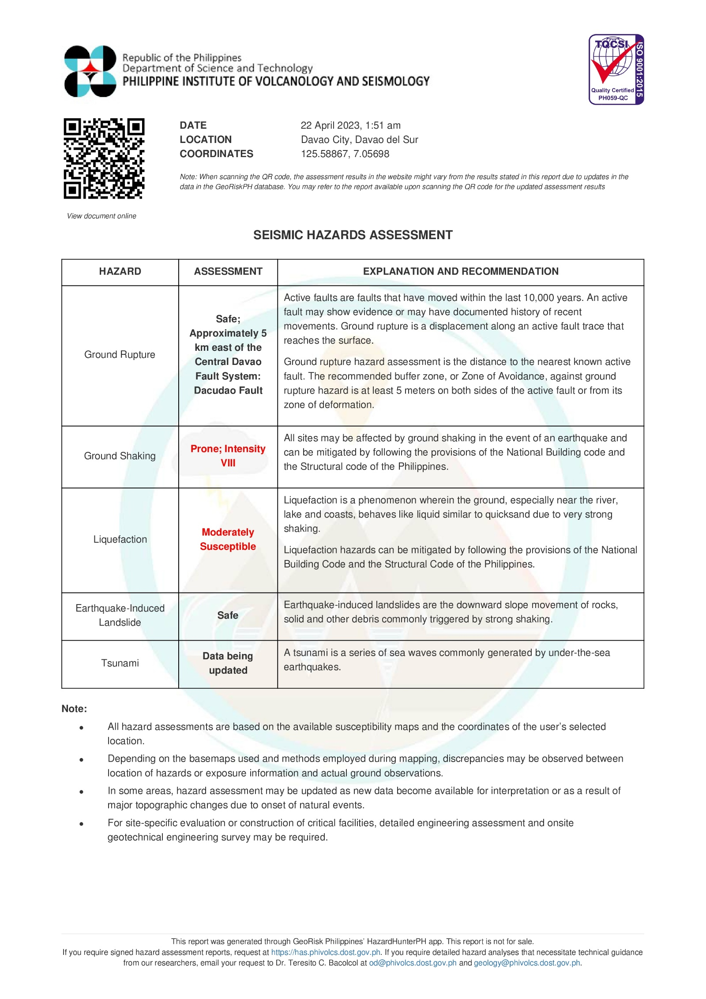 Republic of the Philippines
Department of Science and Technology
PHILIPPINE INSTITUTE OF VOLCANOLOGY AND SEISMOLOGY
TQCSI
ISO 9001:2015
Quality Certified
PH059-QC
DATE 22 April 2023, 1:51 am
LOCATION Davao City, Davao del Sur
COORDINATES 125.58867, 7.05698
Note: When scanning the QR code, the assessment results in the website might vary from the results stated in this report due to updates in the
data in the GeoRiskPH database. You may refer to the report available upon scanning the QR code for the updated assessment results
View document online
SEISMIC HAZARDS ASSESSMENT
HAZARD ASSESSMENT EXPLANATION AND RECOMMENDATION
Ground Rupture
Safe;
Approximately 5
km east of the
Central Davao
Fault System:
Dacudao Fault
Active faults are faults that have moved within the last 10,000 years. An active
fault may show evidence or may have documented history of recent
movements. Ground rupture is a displacement along an active fault trace that
reaches the surface.
Ground rupture hazard assessment is the distance to the nearest known active
fault. The recommended buffer zone, or Zone of Avoidance, against ground
rupture hazard is at least 5 meters on both sides of the active fault or from its
zone of deformation.
Ground Shaking
Prone; Intensity
VIII
All sites may be affected by ground shaking in the event of an earthquake and
can be mitigated by following the provisions of the National Building code and
the Structural code of the Philippines.
Liquefaction
Moderately
Susceptible
Liquefaction is a phenomenon wherein the ground, especially near the river,
lake and coasts, behaves like liquid similar to quicksand due to very strong
shaking.
Liquefaction hazards can be mitigated by following the provisions of the National
Building Code and the Structural Code of the Philippines.
Earthquake-Induced
Landslide
Safe
Earthquake-induced landslides are the downward slope movement of rocks,
solid and other debris commonly triggered by strong shaking.
Tsunami
Data being
updated
A tsunami is a series of sea waves commonly generated by under-the-sea
earthquakes.
Note:
● All hazard assessments are based on the available susceptibility maps and the coordinates of the user’s selected
location.
● Depending on the basemaps used and methods employed during mapping, discrepancies may be observed between
location of hazards or exposure information and actual ground observations.
● In some areas, hazard assessment may be updated as new data become available for interpretation or as a result of
major topographic changes due to onset of natural events.
● For site-specific evaluation or construction of critical facilities, detailed engineering assessment and onsite
geotechnical engineering survey may be required.
This report was generated through GeoRisk Philippines’ HazardHunterPH app. This report is not for sale.
If you require signed hazard assessment reports, request at https://has.phivolcs.dost.gov.ph. If you require detailed hazard analyses that necessitate technical guidance
from our researchers, email your request to Dr. Teresito C. Bacolcol at od@phivolcs.dost.gov.ph and geology@phivolcs.dost.gov.ph.